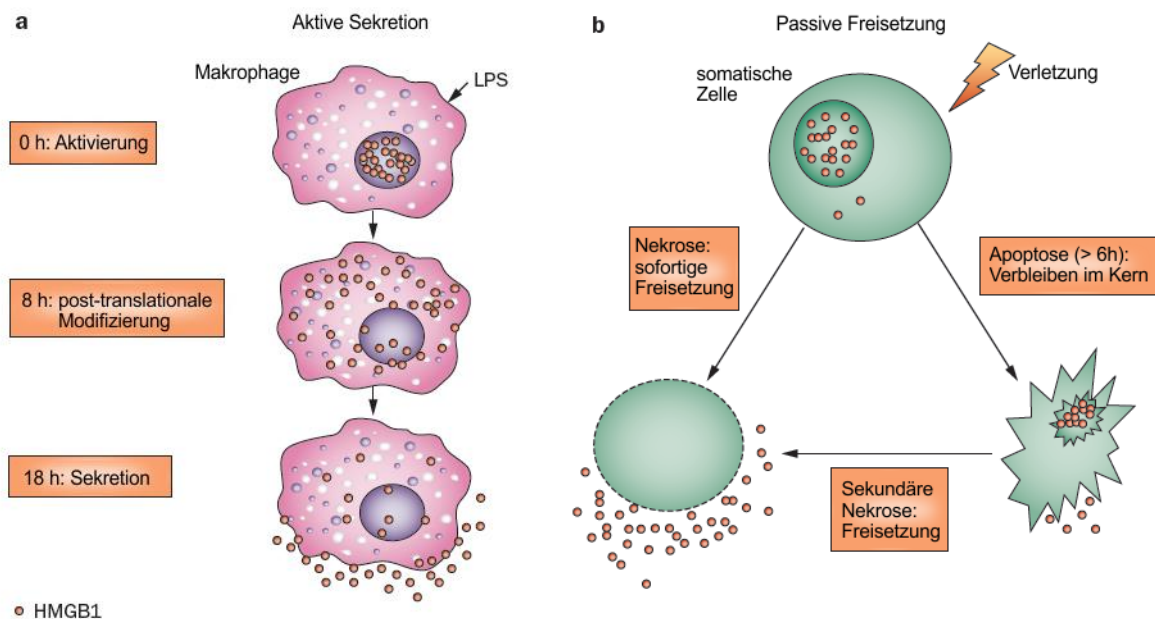 a
Aktive Sekretion
Makrophage
LPS
0 h: Aktivierung
8 h: post-translationale
Modifizierung
18 h: Sekretion
HMGB1
b
Passive Freisetzung
somatische
Zelle
Verletzung
Nekrose:
sofortige
Freisetzung
Apoptose (> 6h):
Verbleiben im Kern
Sekundäre
Nekrose:
Freisetzung